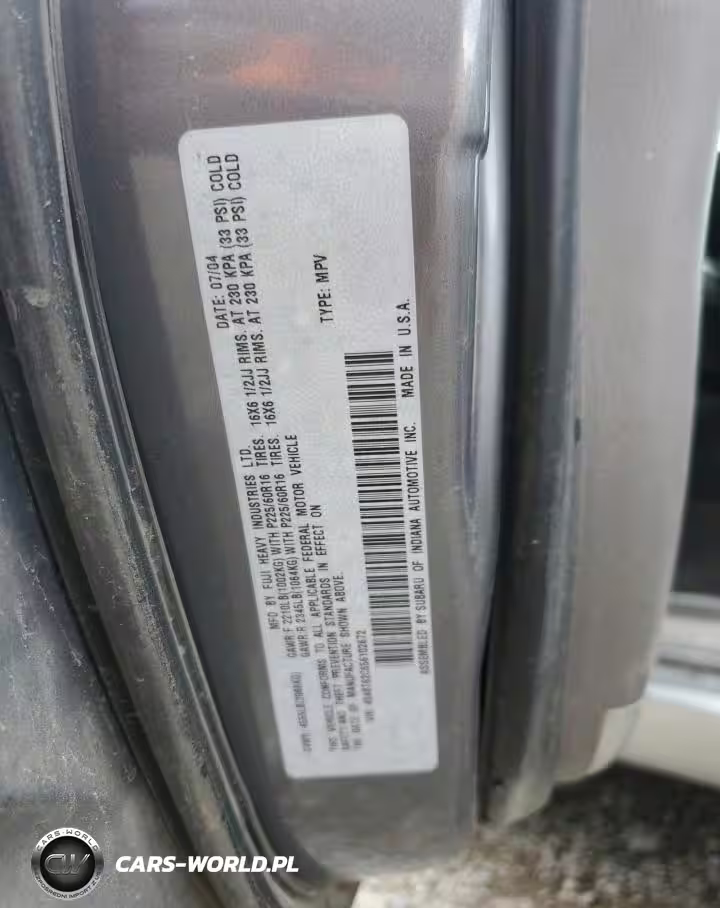 MFD BY FUJI HEAVY INDUSTRIES LTD. DATE: 07/04
GAWR F 2210LB(1002KG) WITH P225/60R16 TIRES. 16X6 1/2JJ RIMS. AT 230 KPA (33 PSI) COLD
GAWR R 2345LB(1064KG) WITH P225/60R16 TIRES. 16X6 1/2JJ RIMS. AT 230 KPA (33 PSI) COLD
THIS VEHICLE CONFORMS TO ALL APPLICABLE FEDERAL MOTOR VEHICLE
SAFETY AND THEFT PREVENTION STANDARDS IN EFFECT ON
THE DATE OF MANUFACTURE SHOWN ABOVE.
TYPE: MPV
ASSEMBLED BY SUBARU OF INDIANA AUTOMOTIVE INC. MADE IN U.S.A.
CARS-WORLD
CW
CARS-WORLD.PL